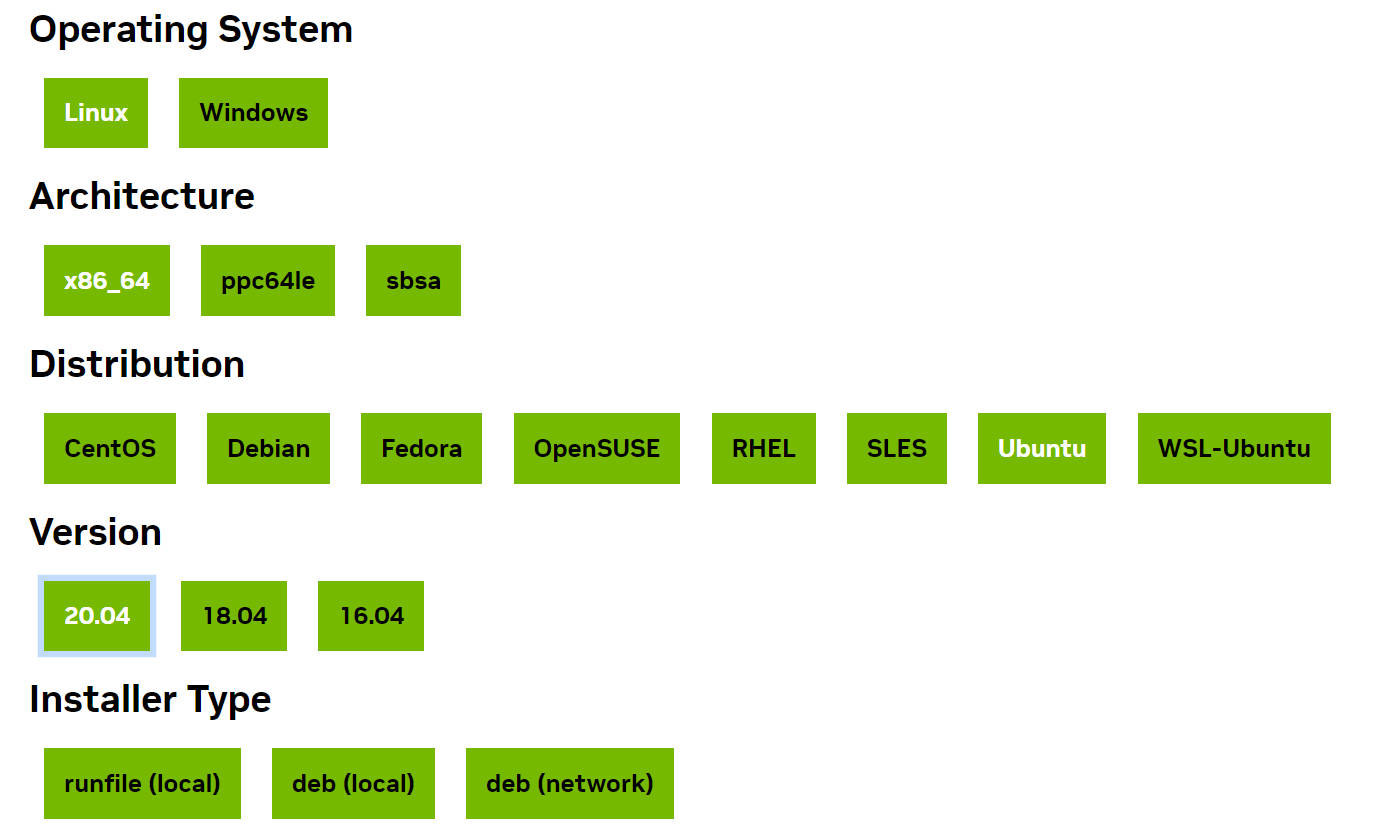 Operating System
Linux Windows
Architecture
x86_64 ppc64le sbsa
Distribution
CentOS Debian Fedora OpenSUSE RHEL SLES Ubuntu WSL-Ubuntu
Version
20.04 18.04 16.04
Installer Type
runfile (local) deb (local) deb (network)